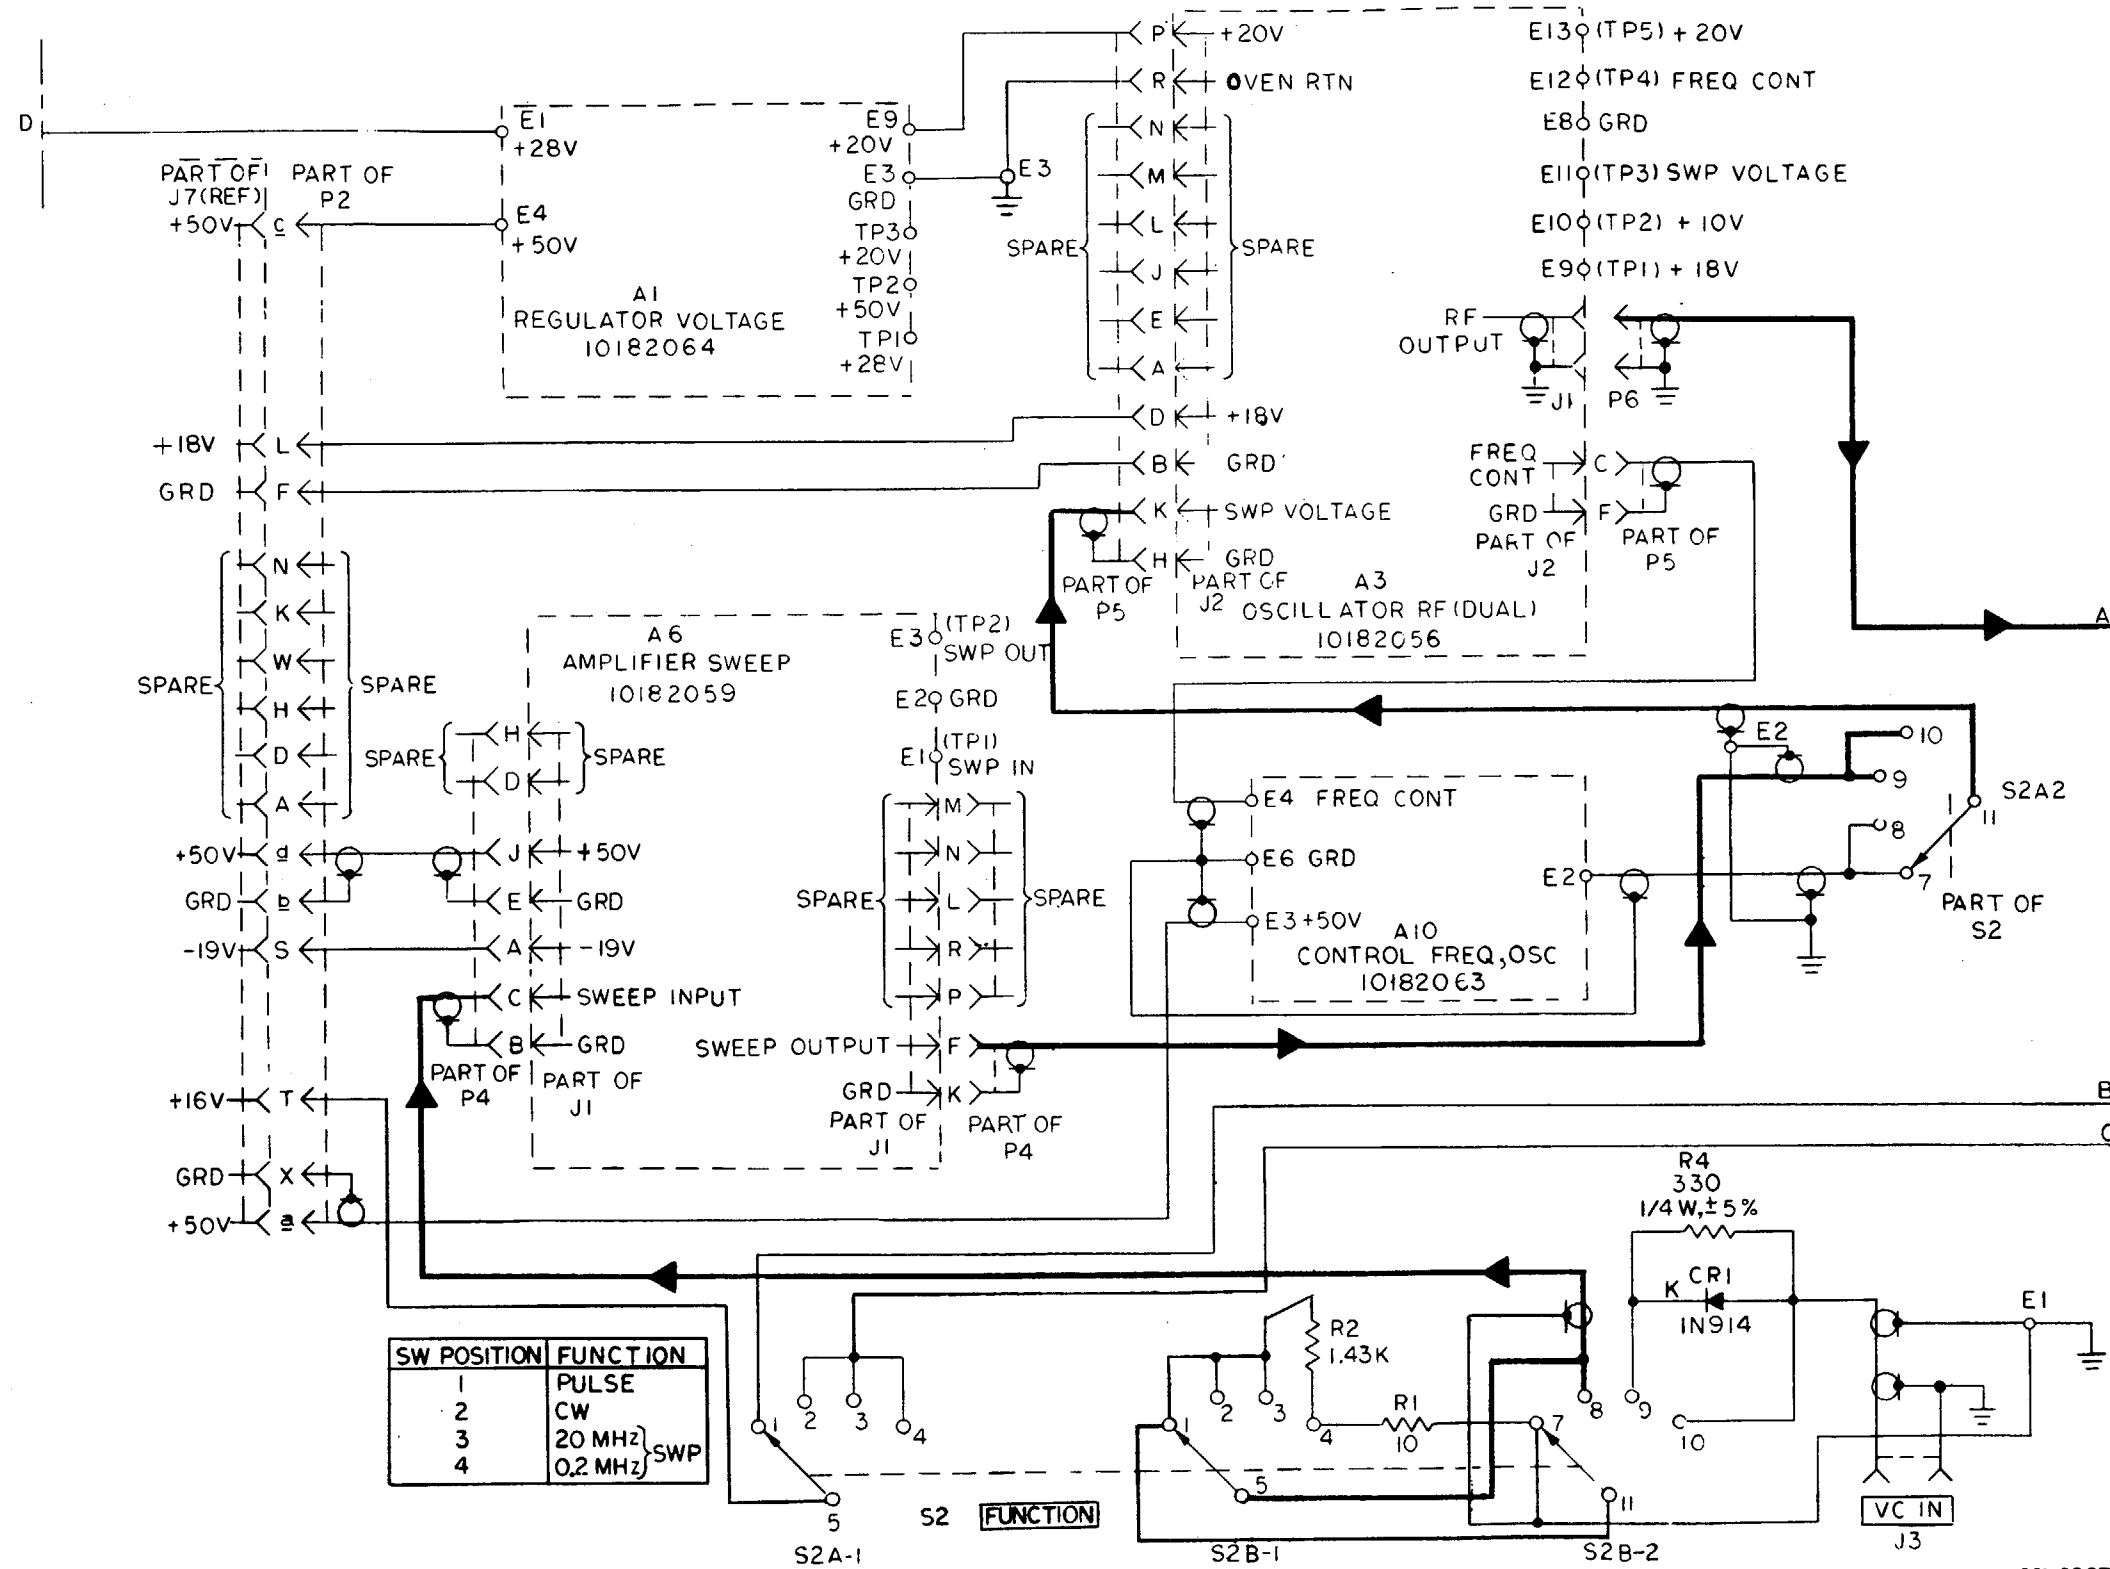 D
PART OF
J7(REF)
PART OF
P2
+50V
c
E1
+28V
E4
+50V
A1
REGULATOR VOLTAGE
10182064
E9
+20V
E3
GRD
TP3
+20V
TP2
+50V
TP1
+28V
E3
P
+20V
R
OVEN RTN
N
M
L
J
E
A
SPARE
SPARE
D
+18V
B
GRD
K
SWP VOLTAGE
H
GRD
PART OF
P5
PART OF
J2
A3
OSCILLATOR RF(DUAL)
10182056
E13 (TP5) + 20V
E12 (TP4) FREQ CONT
E8 GRD
E11 (TP3) SWP VOLTAGE
E10 (TP2) + 10V
E9 (TP1) + 18V
RF
OUTPUT
J1
P6
FREQ
CONT
C
GRD
F
PART OF
J2
PART OF
P5
A
+18V
L
GRD
F
N
K
W
H
D
A
SPARE
SPARE
+50V
d
GRD
b
-19V
S
+16V
T
GRD
X
+50V
a
A6
AMPLIFIER SWEEP
10182059
SPARE
H
D
SPARE
J
+50V
E
GRD
A
-19V
C
SWEEP INPUT
B
GRD
PART OF
P4
PART OF
J1
E3
(TP2)
SWP OUT
E2 GRD
E1
(TP1)
SWP IN
SPARE
M
N
L
R
P
SPARE
SWEEP OUTPUT
F
GRD
K
PART OF
J1
PART OF
P4
E4 FREQ CONT
E6 GRD
E3 +50V
E2
A10
CONTROL FREQ,OSC
10182063
E2
10
9
8
7
11
S2A2
PART OF
S2
B
C
R4
330
1/4 W,±5%
K
CR1
1N914
E1
SW POSITION FUNCTION
1 PULSE
2 CW
3 20 MHz
4 0.2 MHz
SWP
1
2
3
4
5
S2A-1
S2
FUNCTION
R2
1.43K
1
2
3
4
5
R1
10
7
8
9
10
11
S2B-1
S2B-2
VC IN
J3